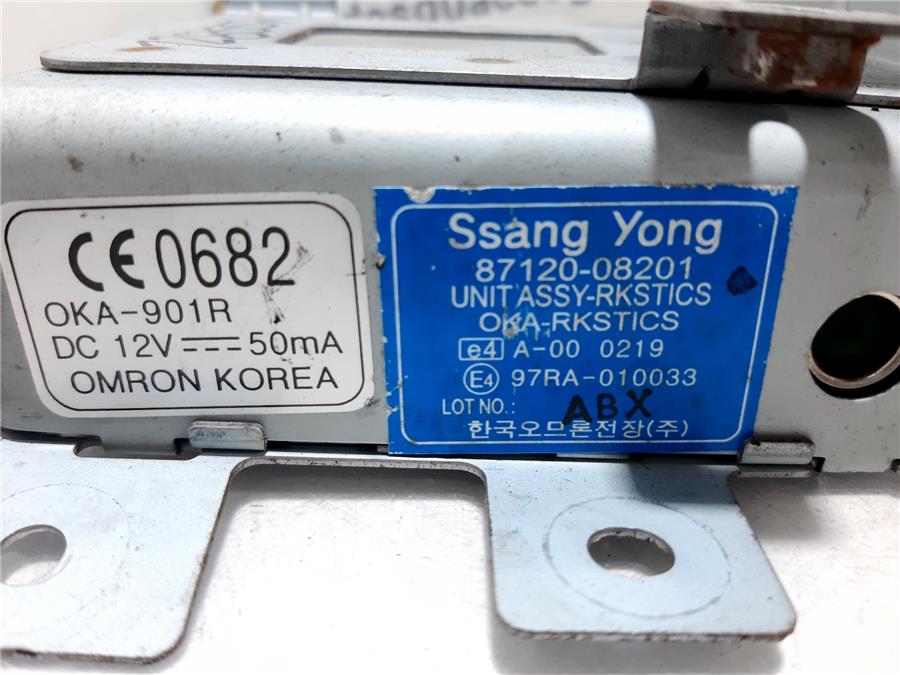 CE 0682
OKA-901R
DC 12V ⎓ 50mA
OMRON KOREA
Ssang Yong
87120-08201
UNIT ASSY-RKSTICS
OKA-RKSTICS
e4 A-00 0219
E4 97RA-010033
LOT NO.: ABX
한국오므론전장(주)